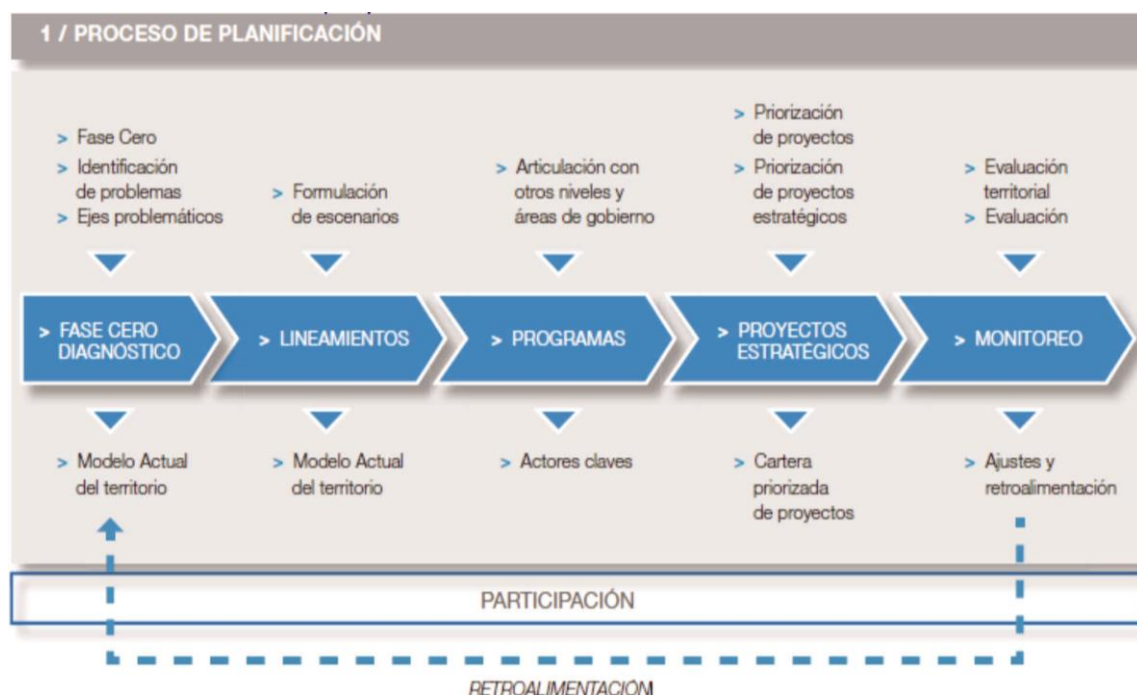 1 / PROCESO DE PLANIFICACIÓN
> Fase Cero
> Identificación
de problemas
> Ejes problemáticos
> Formulación
de escenarios
> Articulación con
otros niveles y
áreas de gobierno
> Priorización
de proyectos
> Priorización
de proyectos
estratégicos
> Evaluación
territorial
> Evaluación
> FASE CERO
DIAGNÓSTICO
> LINEAMIENTOS
> PROGRAMAS
> PROYECTOS
ESTRATÉGICOS
> MONITOREO
> Modelo Actual
del territorio
> Modelo Actual
del territorio
> Actores claves
> Cartera
priorizada
de proyectos
> Ajustes y
retroalimentación
PARTICIPACIÓN
RETROALIMENTACIÓN